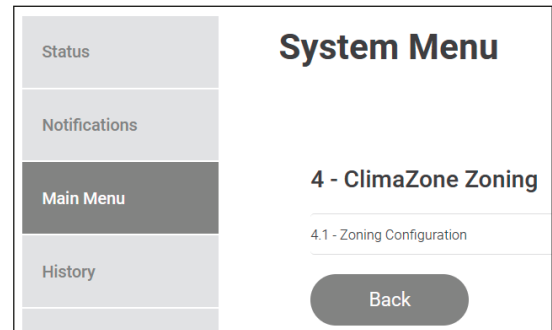 Status
Notifications
Main Menu
History
System Menu
4 - ClimaZone Zoning
4.1 - Zoning Configuration
Back